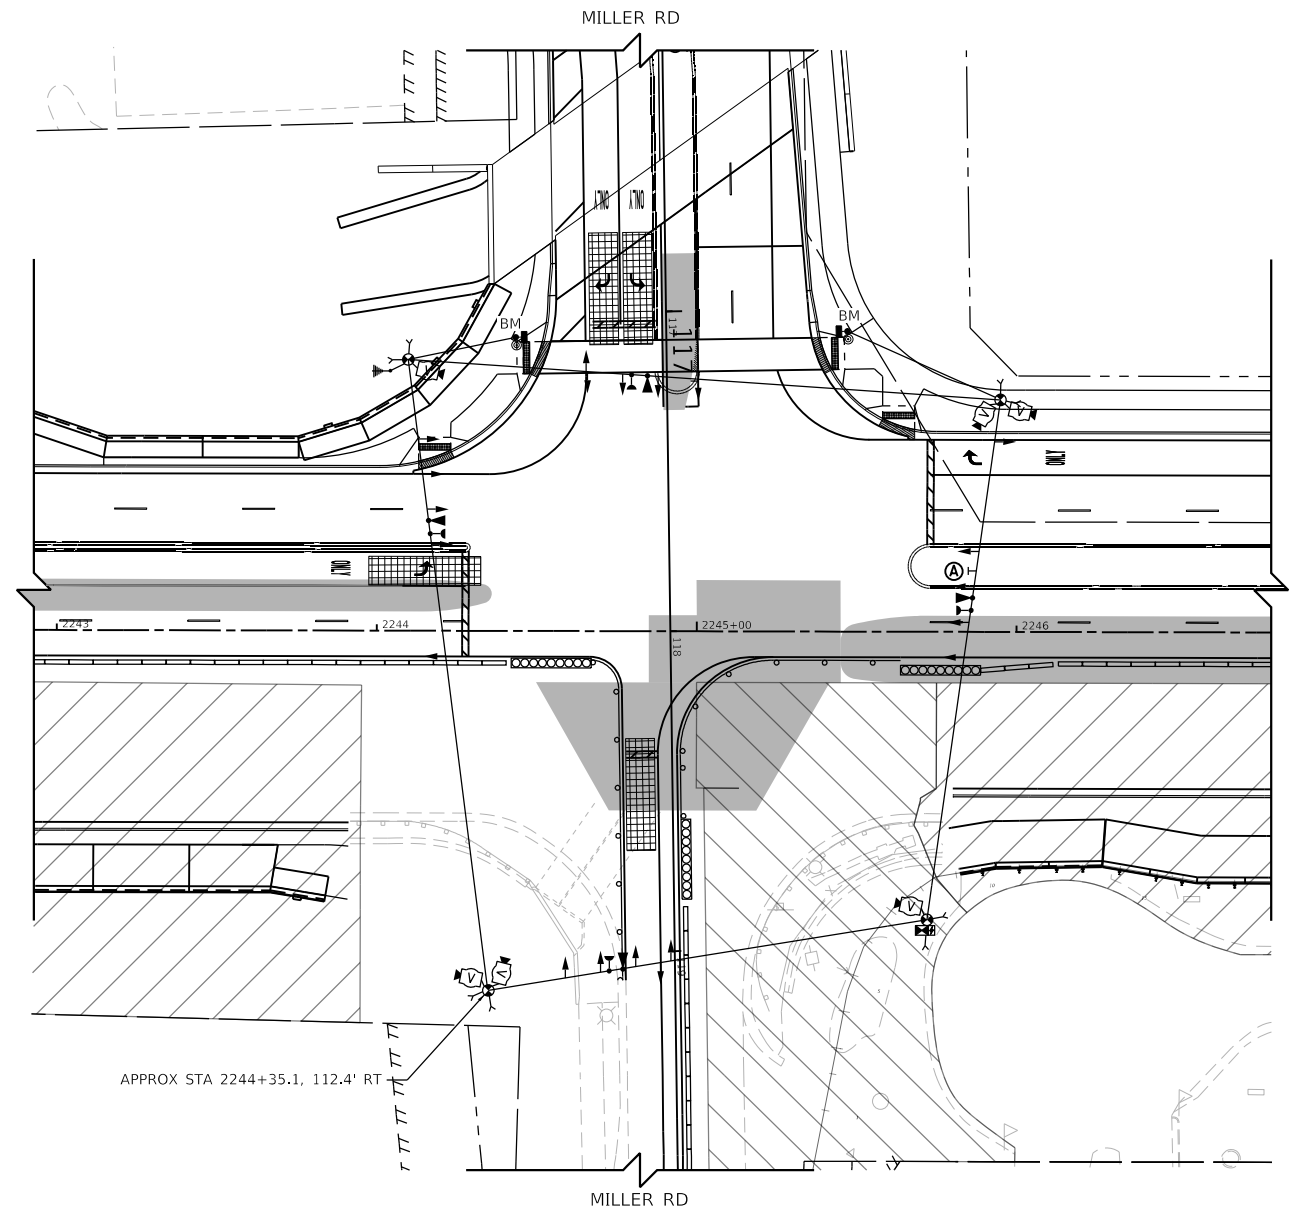 MILLER RD
ONLY
ONLY
BM
BM
117
117
ONLY
ONLY
A
V
V
V
2243
2244
2245+00
2246
118
V
V
V
APPROX STA 2244+35.1, 112.4' RT
MILLER RD